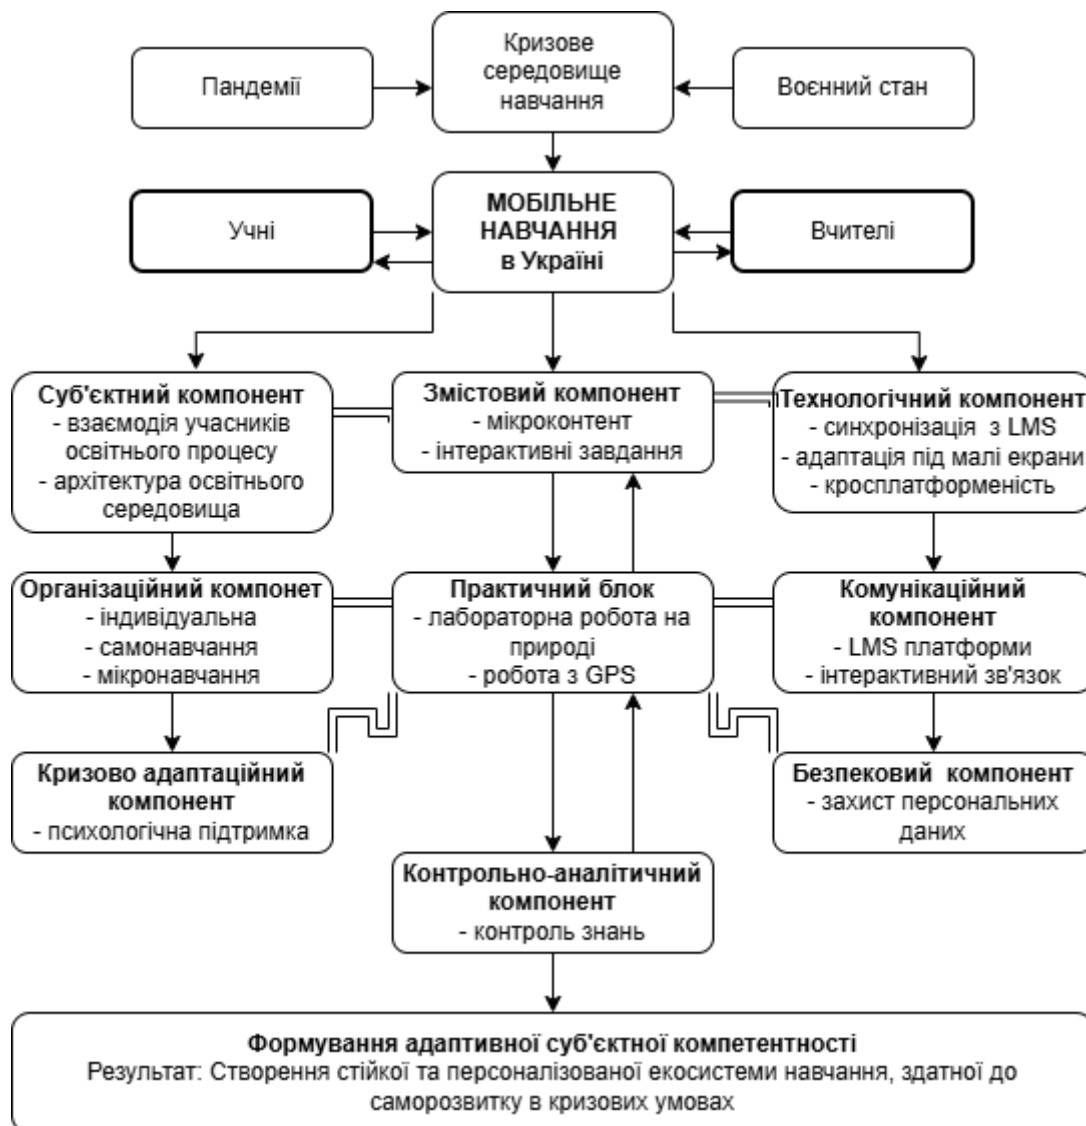 Кризове
середовище
навчання
Пандемії
Воєнний стан
МОБІЛЬНЕ
НАВЧАННЯ
в Україні
Учні
Вчителі
Суб'єктний компонент
- взаємодія учасників
освітнього процесу
- архітектура освітнього
середовища
Змістовий компонент
- мікроконтент
- інтерактивні завдання
Технологічний компонент
- синхронізація з LMS
- адаптація під малі екрани
- кросплатформеність
Організаційний компонет
- індивідуальна
- самонавчання
- мікронавчання
Практичний блок
- лабораторна робота на
природі
- робота з GPS
Комунікаційний
компонент
- LMS платформи
- інтерактивний зв'язок
Кризово адаптаційний
компонент
- психологічна підтримка
Безпековий компонент
- захист персональних
даних
Контрольно-аналітичний
компонент
- контроль знань
Формування адаптивної суб'єктної компетентності
Результат: Створення стійкої та персоналізованої екосистеми навчання, здатної до
саморозвитку в кризових умовах